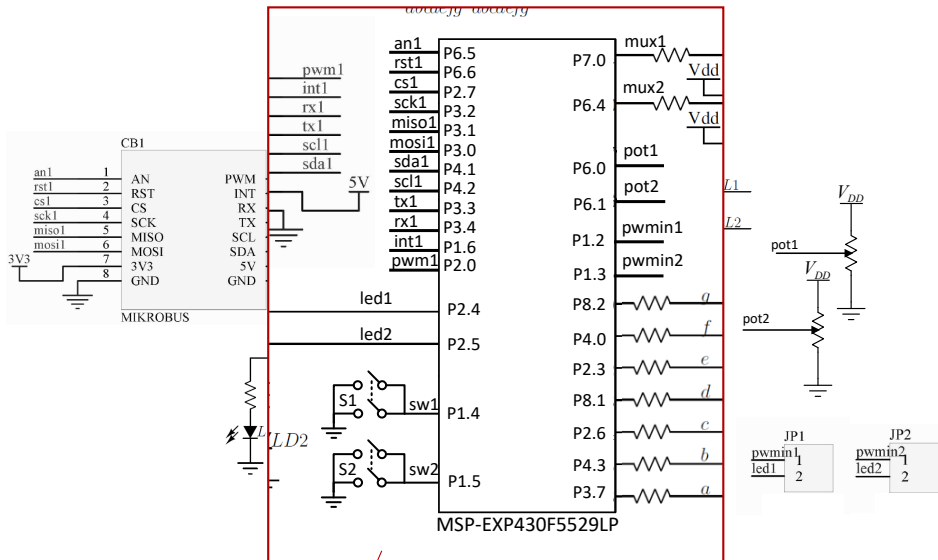 abcdefg abcdefg
an1 P6.5
rst1 P6.6
cs1 P2.7
sck1 P3.2
miso1 P3.1
mosi1 P3.0
sda1 P4.1
scl1 P4.2
tx1 P3.3
rx1 P3.4
int1 P1.6
pwm1 P2.0
led1 P2.4
led2 P2.5
S1 sw1 P1.4
S2 sw2 P1.5
P7.0 mux1
Vdd
P6.4 mux2
Vdd
P6.0 pot1
P6.1 pot2
P1.2 pwmin1
P1.3 pwmin2
P8.2 g
P4.0 f
P2.3 e
P8.1 d
P2.6 c
P4.3 b
P3.7 a
MSP-EXP430F5529LP
pwm1
int1
rx1
tx1
scl1
sda1
5V
CB1
an1 1 AN PWM
rst1 2 RST INT
cs1 3 CS RX
sck1 4 SCK TX
miso1 5 MISO SCL
mosi1 6 MOSI SDA
3V3 7 3V3 5V
8 GND GND
MIKROBUS
LD2
L1
L2
VDD
pot1
VDD
pot2
JP1
pwmin1 1
led1 2
JP2
pwmin2 1
led2 2